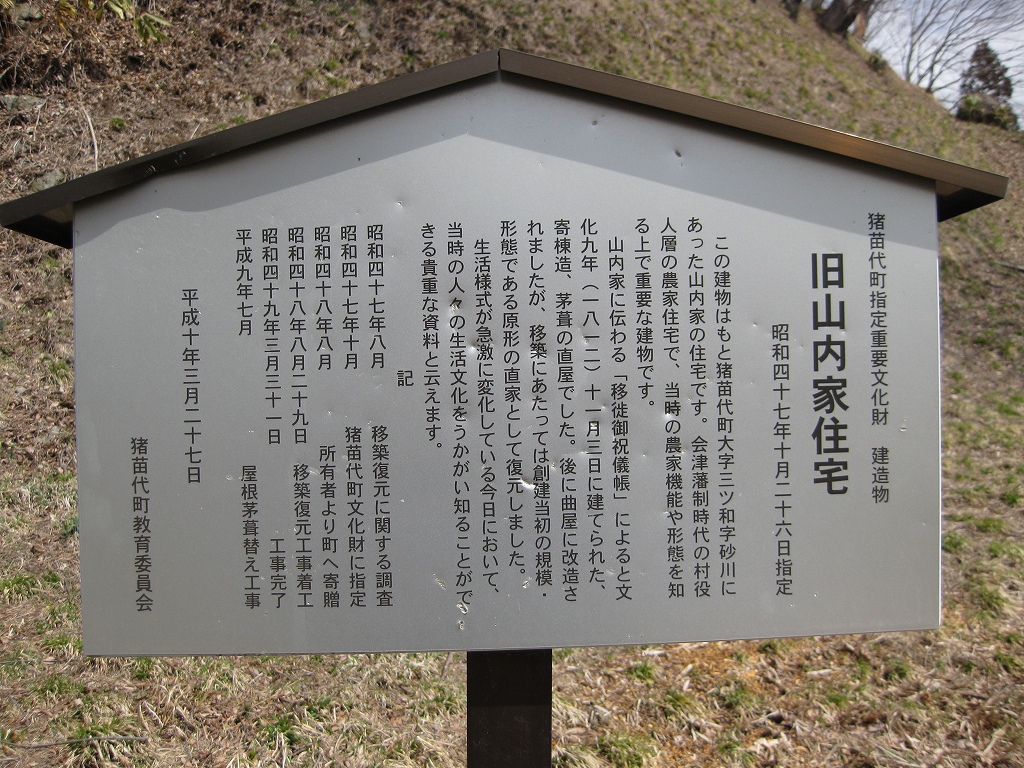 猪苗代町指定重要文化財　建造物
旧山内家住宅
昭和四十七年十月二十六日指定
この建物はもと猪苗代町大字三ツ和字砂川に
あった山内家の住宅です。会津藩制時代の村役
人層の農家住宅で、当時の農家機能や形態を知
る上で重要な建物です。
山内家に伝わる「移徙御祝儀帳」によると文
化九年（一八一二）十一月三日に建てられた、
寄棟造、茅葺の直屋でした。後に曲屋に改造さ
れましたが、移築にあたっては創建当初の規模・
形態である原形の直家として復元しました。
生活様式が急激に変化している今日において、
当時の人々の生活文化をうかがい知ることがで
きる貴重な資料と云えます。
記
昭和四十七年八月　移築復元に関する調査
昭和四十七年十月　猪苗代町文化財に指定
昭和四十八年八月　所有者より町へ寄贈
昭和四十八年八月二十九日　移築復元工事着工
昭和四十九年三月三十一日　工事完了
平成九年七月　屋根茅葺替え工事
平成十年三月二十七日
猪苗代町教育委員会